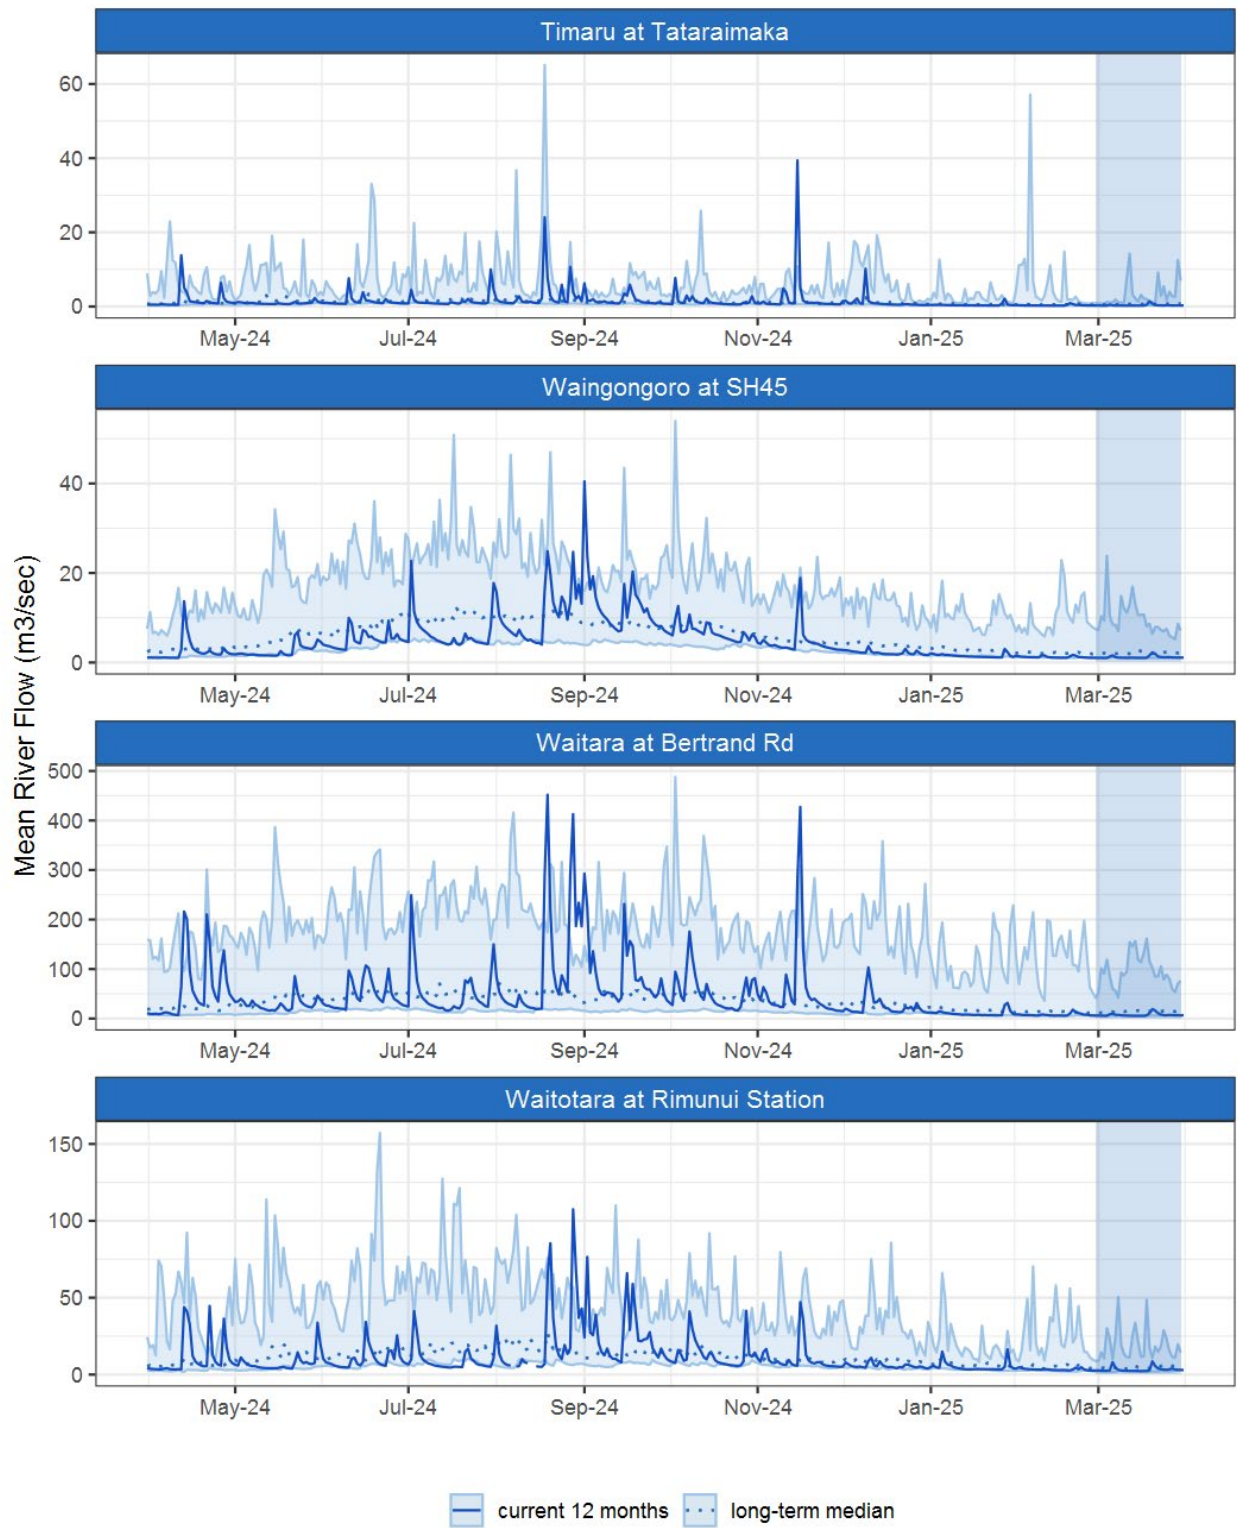 Timaru at Tataraimaka
60
40
20
0
May-24 Jul-24 Sep-24 Nov-24 Jan-25 Mar-25
Waingongoro at SH45
40
20
0
May-24 Jul-24 Sep-24 Nov-24 Jan-25 Mar-25
Mean River Flow (m3/sec)
Waitara at Bertrand Rd
500
400
300
200
100
0
May-24 Jul-24 Sep-24 Nov-24 Jan-25 Mar-25
Waitotara at Rimunui Station
150
100
50
0
May-24 Jul-24 Sep-24 Nov-24 Jan-25 Mar-25
current 12 months long-term median